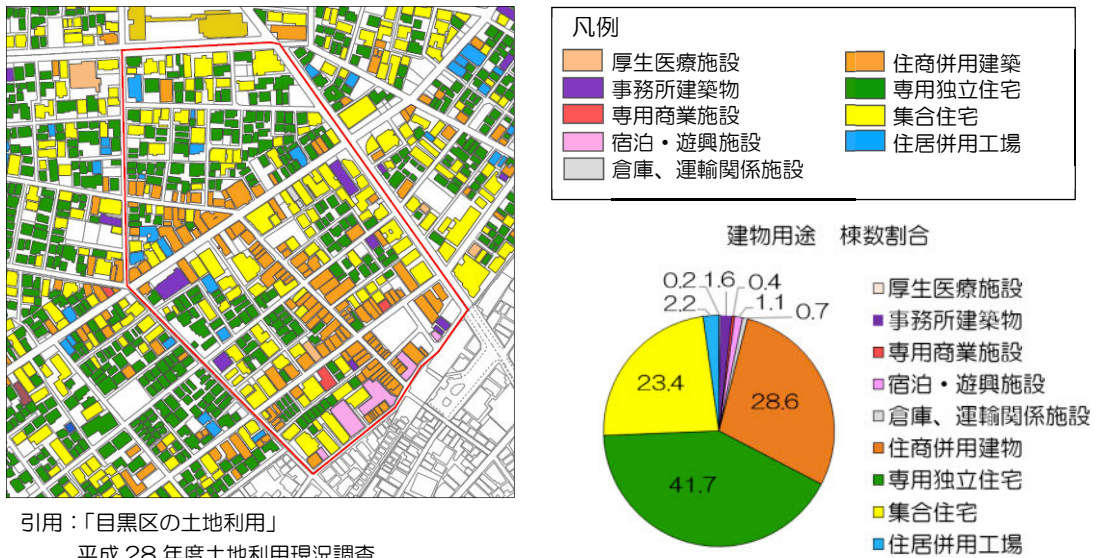 凡例
厚生医療施設
事務所建築物
専用商業施設
宿泊・遊興施設
倉庫、運輸関係施設
住商併用建築
専用独立住宅
集合住宅
住居併用工場
建物用途 棟数割合
0.2
1.6
0.4
1.1
0.7
2.2
23.4
28.6
41.7
厚生医療施設
事務所建築物
専用商業施設
宿泊・遊興施設
倉庫、運輸関係施設
住商併用建物
専用独立住宅
集合住宅
住居併用工場
引用：「目黒区の土地利用」
平成 28 年度土地利用現況調査